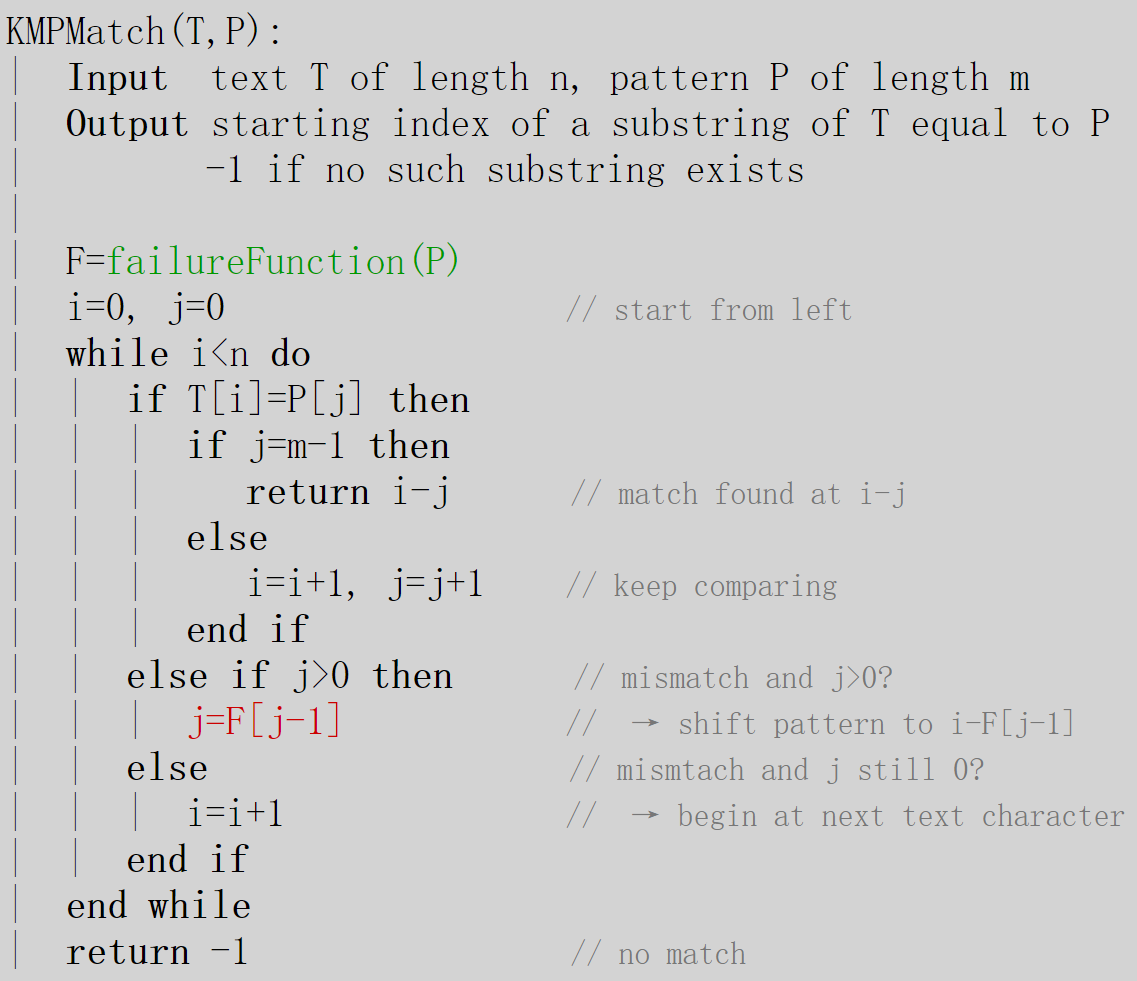 KMPMatch(T,P):
Input text T of length n, pattern P of length m
Output starting index of a substring of T equal to P
-1 if no such substring exists
F=failureFunction(P)
i=0, j=0 // start from left
while i<n do
if T[i]=P[j] then
if j=m-1 then
return i-j // match found at i-j
else
i=i+1, j=j+1 // keep comparing
end if
else if j>0 then // mismatch and j>0?
j=F[j-1] // → shift pattern to i-F[j-1]
else // mismtach and j still 0?
i=i+1 // → begin at next text character
end if
end while
return -1 // no match